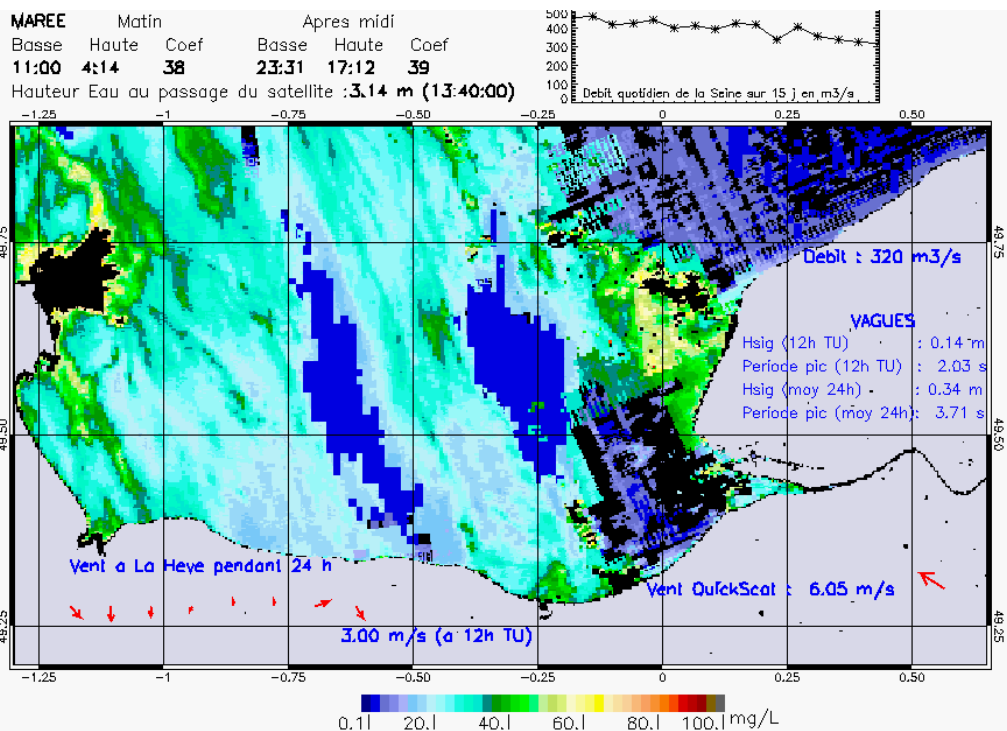 MAREE Matin Apres midi
Basse Haute Coef Basse Haute Coef
11:00 4:14 38 23:31 17:12 39
Hauteur Eau au passage du satellite :3.14 m (13:40:00)
500
400
300
200
100
0
Debit quotidien de la Seine sur 15 j en m3/s
-1.25 -1 -0.75 -0.50 -0.25 0 0.25 0.50
49.75 49.75
Debit : 320 m3/s
VAGUES
Hsig (12h TU) : 0.14 m
Periode pic (12h TU) : 2.03 s
Hsig (moy 24h) : 0.34 m
Periode pic (moy 24h): 3.71 s
49.50 49.50
Vent a La Heve pendant 24 h
Vent QuickScat : 6.05 m/s
49.25 49.25
3.00 m/s (a 12h TU)
-1.25 -1 -0.75 -0.50 -0.25 0 0.25 0.50
0.1 20.1 40.1 60.1 80.1 100.1 mg/L